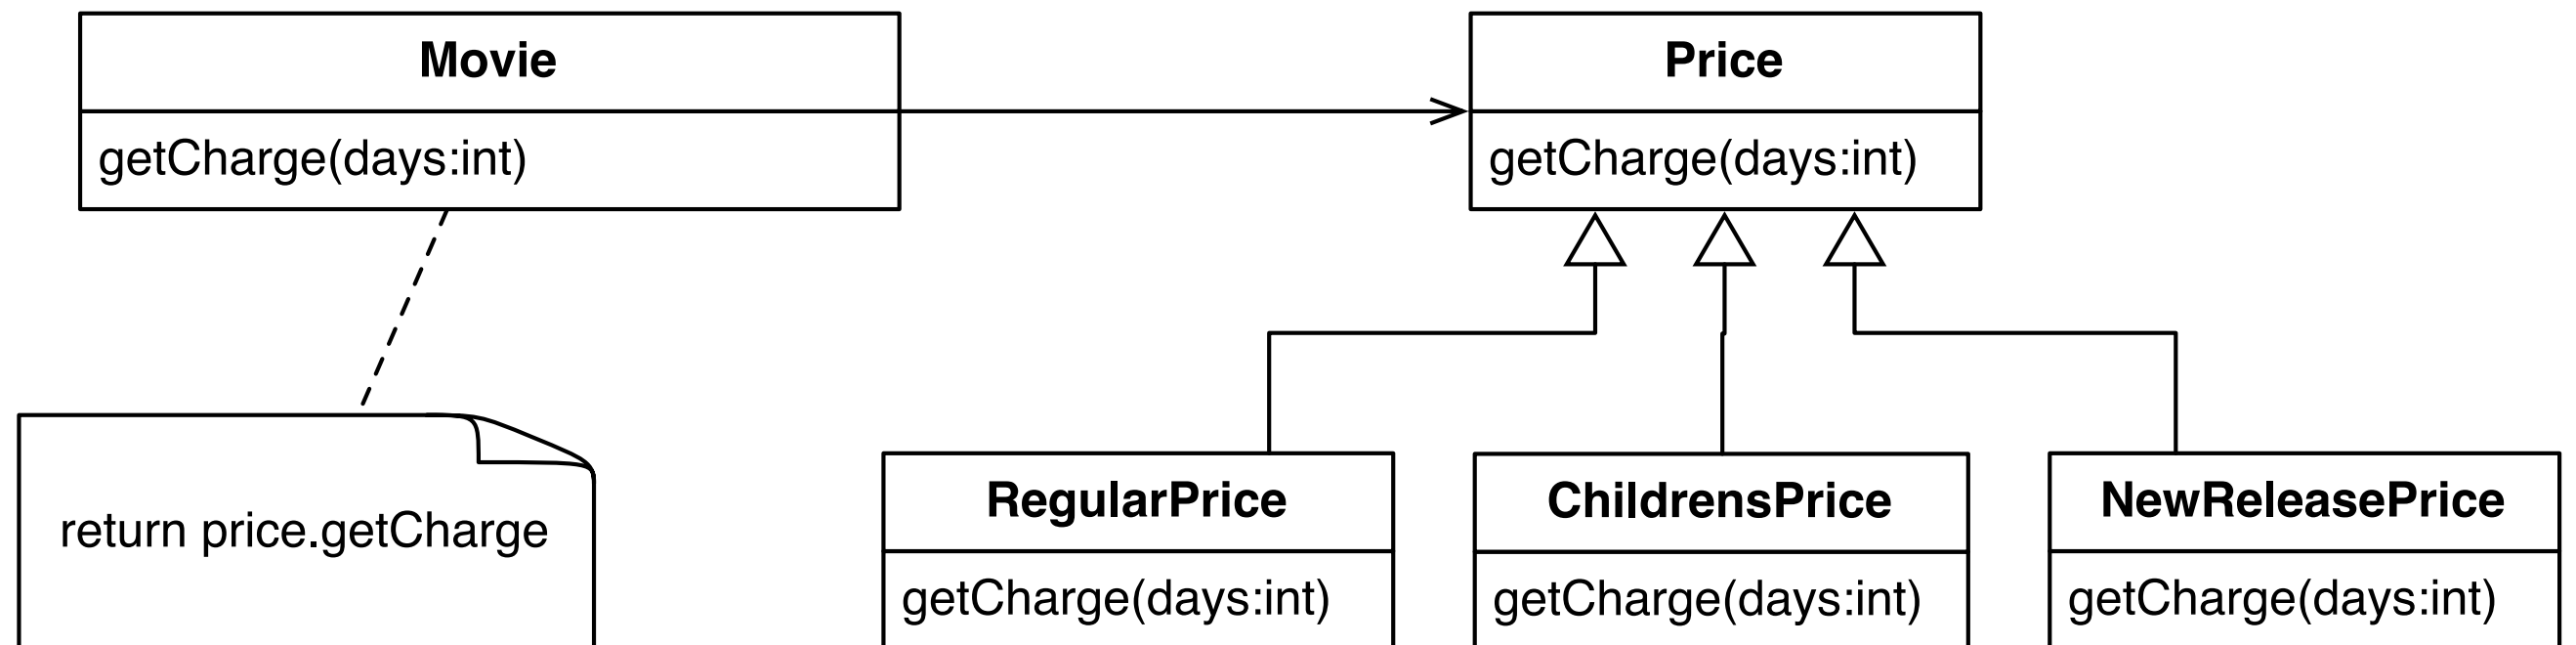 Movie
getCharge(days:int)
Price
getCharge(days:int)
return price.getCharge
RegularPrice
getCharge(days:int)
ChildrensPrice
getCharge(days:int)
NewReleasePrice
getCharge(days:int)